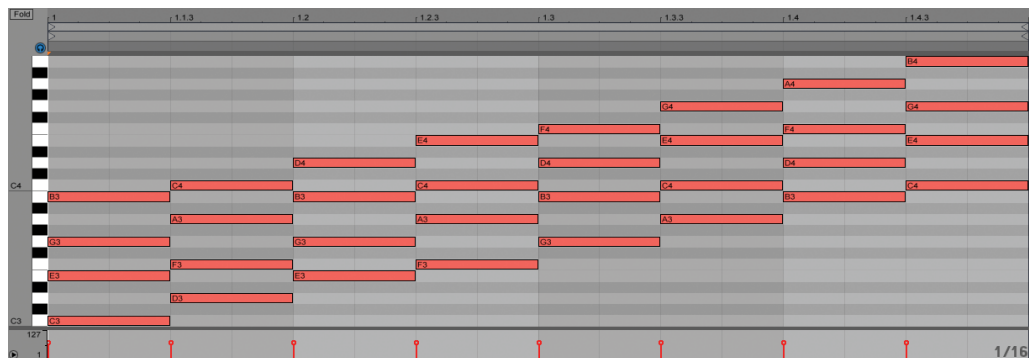 Fold
1 1.1.3 1.2 1.2.3 1.3 1.3.3 1.4 1.4.3
B4
A4
G4 G4
F4 F4
E4 E4 E4
D4 D4 D4
C4 C4 C4 C4 C4
B3 B3 B3 B3
A3 A3 A3
G3 G3 G3
F3 F3
E3 E3
D3
C3 C3
127
1 1/16